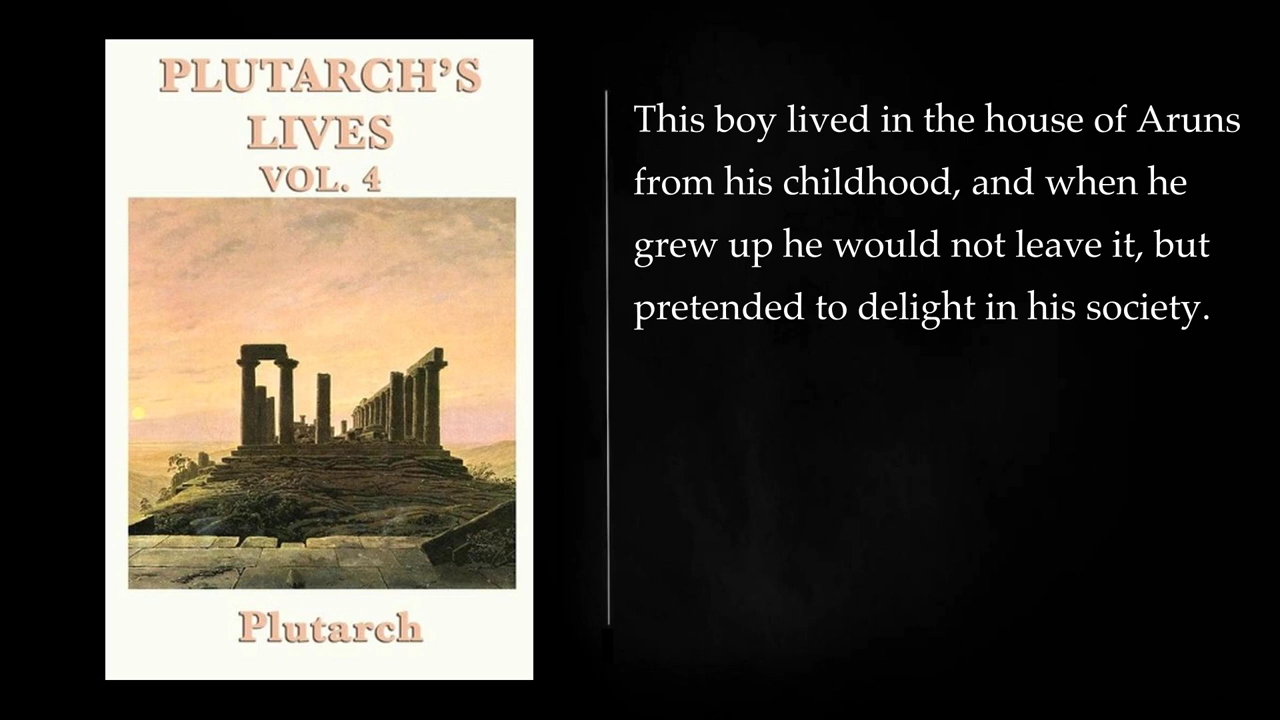 PLUTARCH'S
LIVES
VOL. 4
Plutarch
This boy lived in the house of Aruns
from his childhood, and when he
grew up he would not leave it, but
pretended to delight in his society.